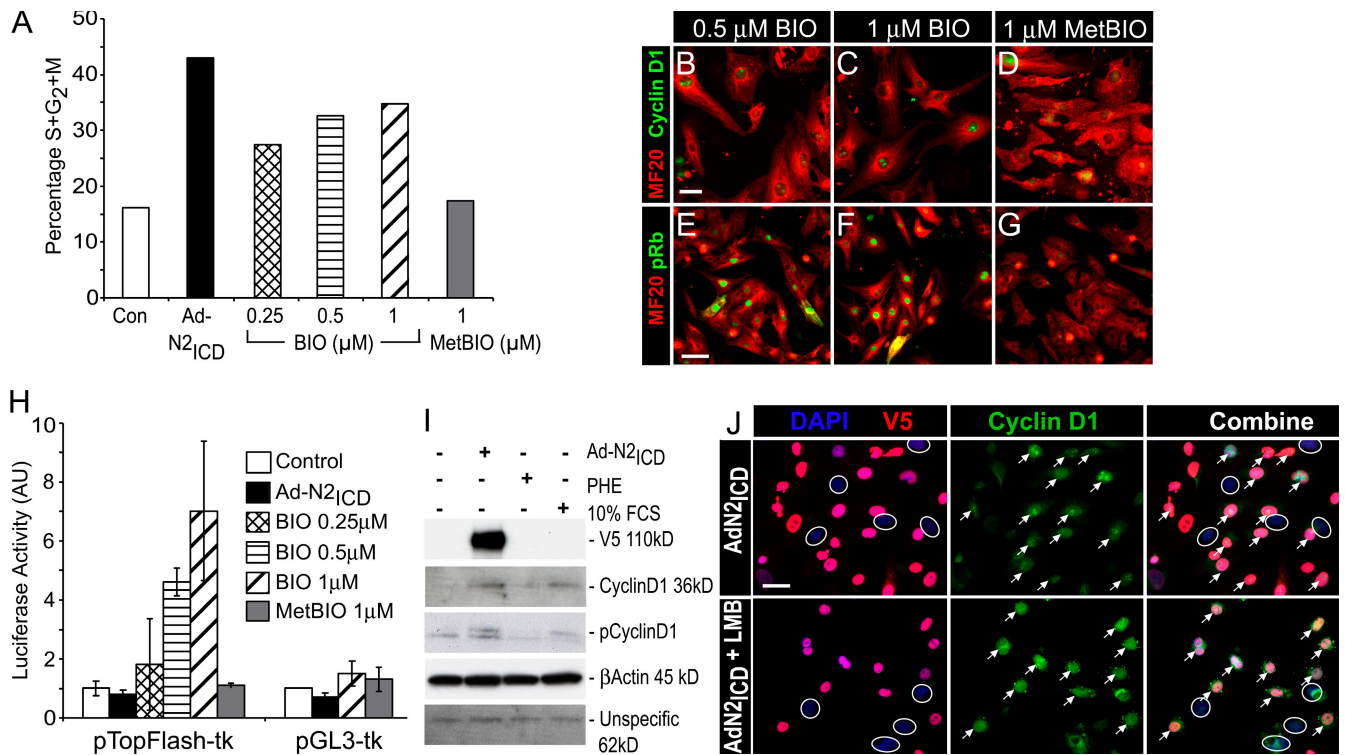 A
Percentage S+G2+M
50
40
30
20
10
0
Con
Ad-
N2ICD
0.25
0.5
1
1
BIO (µM)
MetBIO (µM)
0.5 µM BIO
1 µM BIO
1 µM MetBIO
MF20 Cyclin D1
B
C
D
MF20 pRb
E
F
G
H
Luciferase Activity (AU)
10
8
6
4
2
0
Control
Ad-N2ICD
BIO 0.25µM
BIO 0.5µM
BIO 1µM
MetBIO 1µM
pTopFlash-tk
pGL3-tk
I
- + - - Ad-N2ICD
- - + - PHE
- - - + 10% FCS
- V5 110kD
- CyclinD1 36kD
- pCyclinD1
- βActin 45 kD
- Unspecific
62kD
J
DAPI V5
Cyclin D1
Combine
AdN2ICD
AdN2ICD + LMB